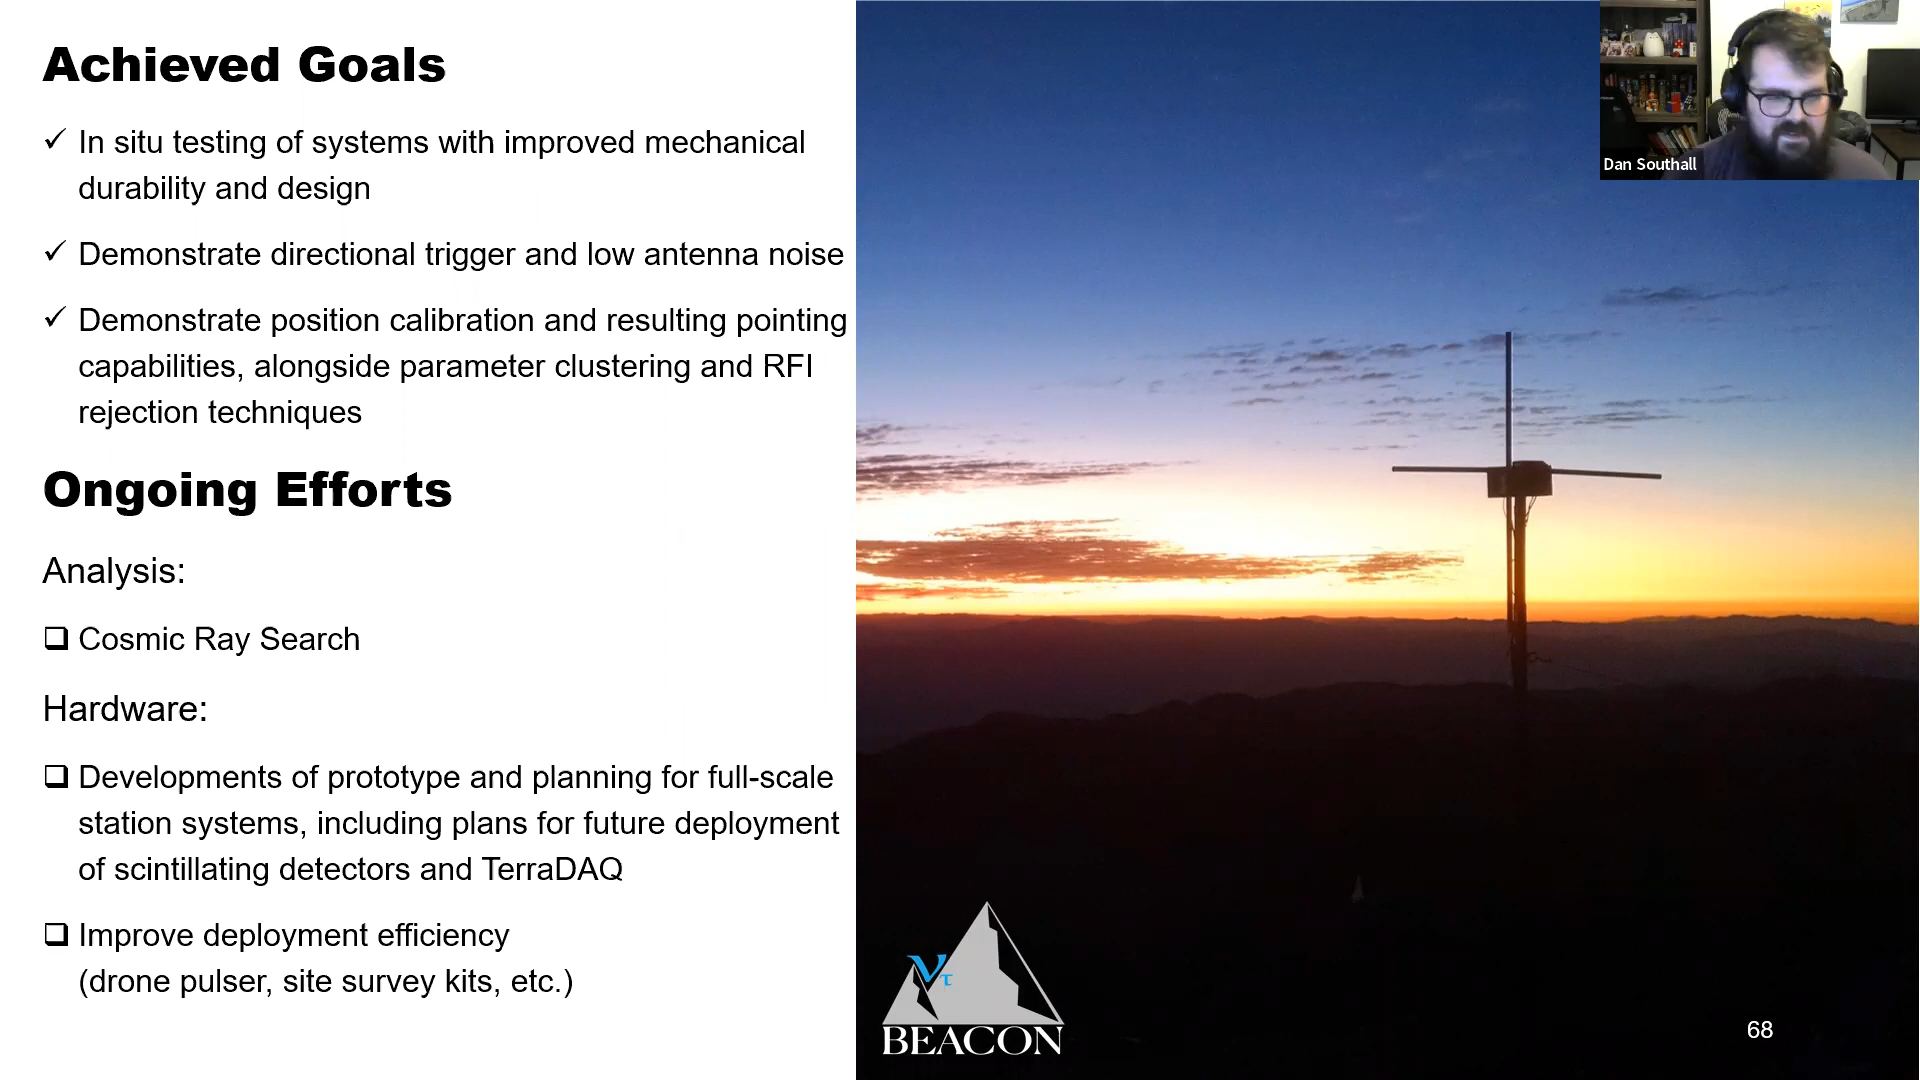 Achieved Goals
✓ In situ testing of systems with improved mechanical
durability and design
✓ Demonstrate directional trigger and low antenna noise
✓ Demonstrate position calibration and resulting pointing
capabilities, alongside parameter clustering and RFI
rejection techniques
Ongoing Efforts
Analysis:
❑ Cosmic Ray Search
Hardware:
❑ Developments of prototype and planning for full-scale
station systems, including plans for future deployment
of scintillating detectors and TerraDAQ
❑ Improve deployment efficiency
(drone pulser, site survey kits, etc.)
Dan Southall
ντ
BEACON
68